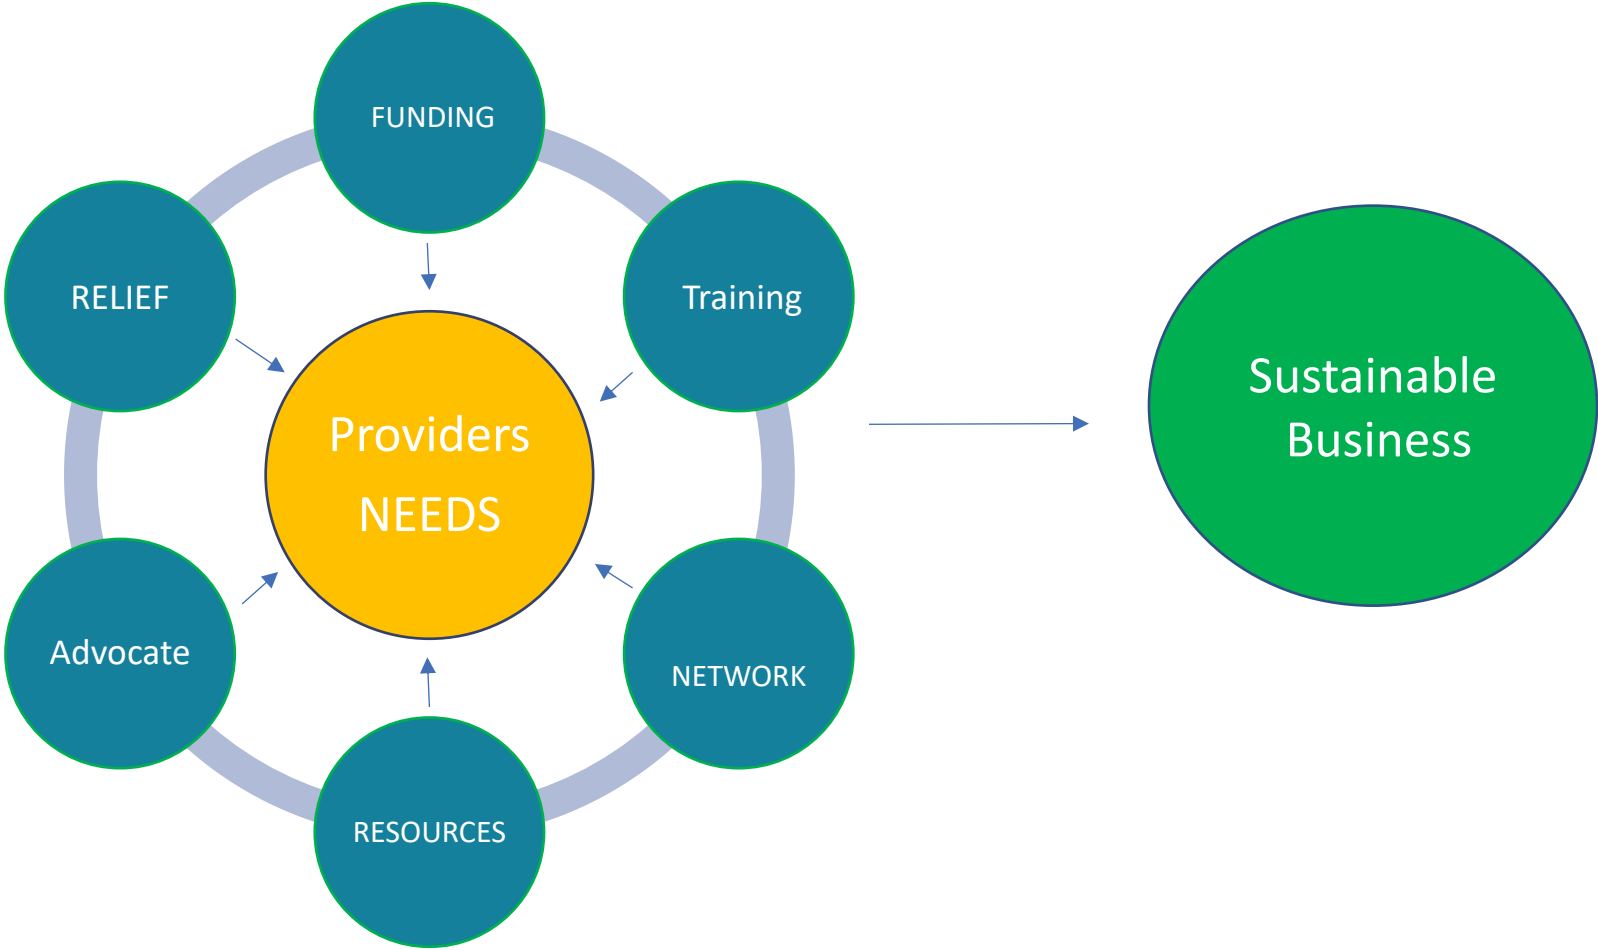 FUNDING
RELIEF
Training
Providers
NEEDS
Sustainable
Business
Advocate
NETWORK
RESOURCES